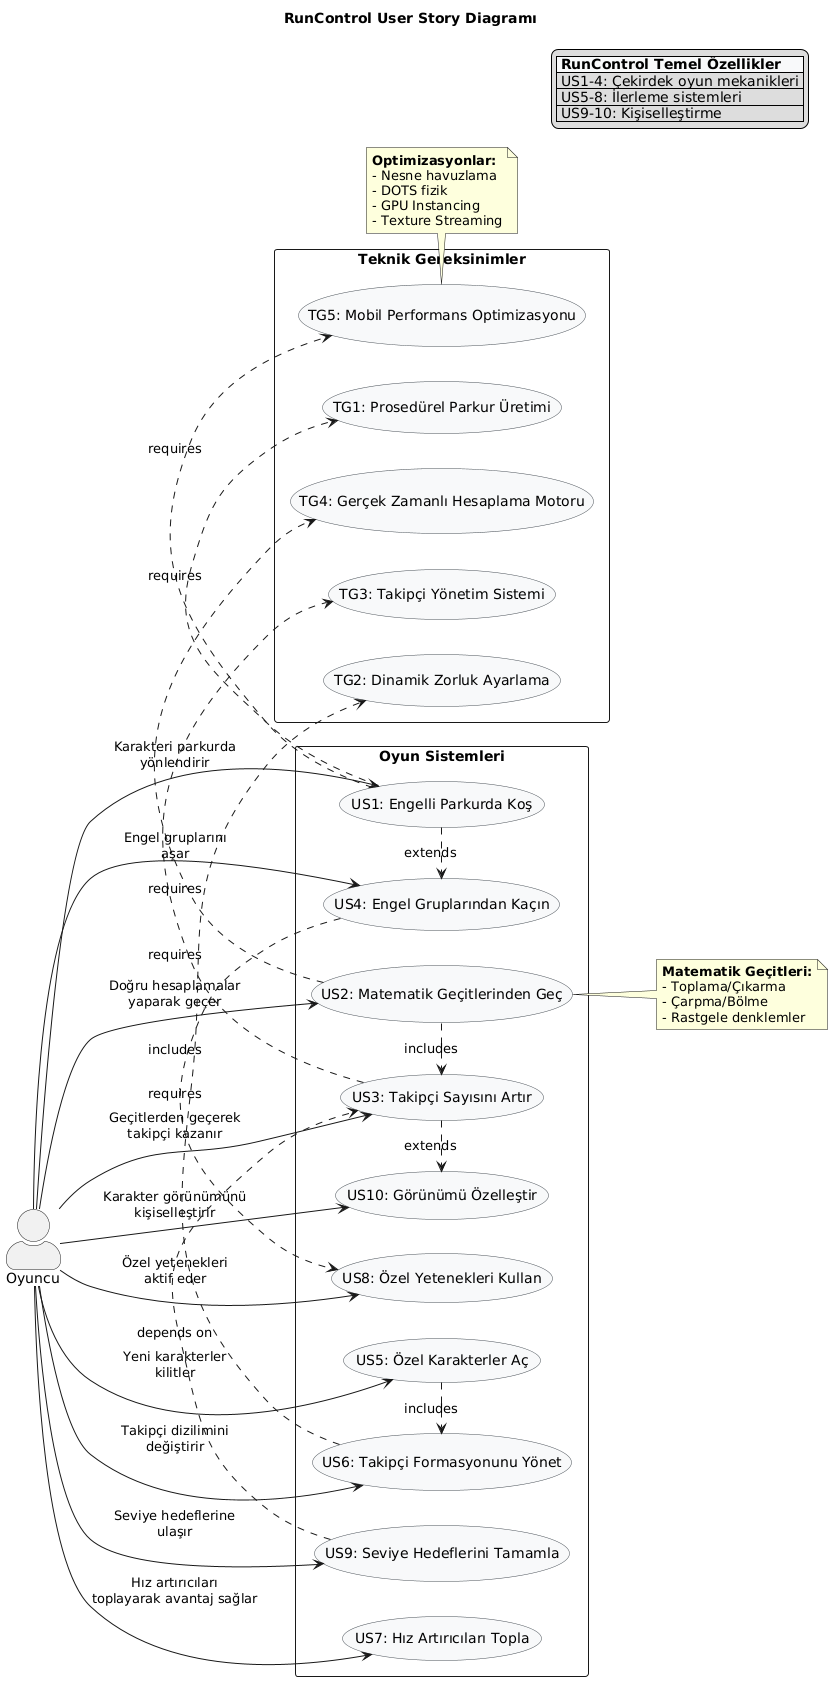 RunControl User Story Diagramı
RunControl Temel Özellikler
US1-4: Çekirdek oyun mekanikleri
US5-8: İlerleme sistemleri
US9-10: Kişiselleştirme
Optimizasyonlar:
- Nesne havuzlama
- DOTS fizik
- GPU Instancing
- Texture Streaming
Teknik Gereksinimler
TG5: Mobil Performans Optimizasyonu
TG1: Prosedürel Parkur Üretimi
requires
TG4: Gerçek Zamanlı Hesaplama Motoru
requires
TG3: Takipçi Yönetim Sistemi
TG2: Dinamik Zorluk Ayarlama
Karakteri parkurda
yönlendirir
Oyun Sistemleri
US1: Engelli Parkurda Koş
Engel gruplarını
aşar
extends
requires
US4: Engel Gruplarından Kaçın
requires
Doğru hesaplamalar
yaparak geçer
US2: Matematik Geçitlerinden Geç
Matematik Geçitleri:
- Toplama/Çıkarma
- Çarpma/Bölme
- Rastgele denklemler
includes
includes
requires
US3: Takipçi Sayısını Artır
Geçitlerden geçerek
takipçi kazanır
extends
Karakter görünümünü
kişiselleştirir
US10: Görünümü Özelleştir
Oyuncu
Özel yetenekleri
aktif eder
US8: Özel Yetenekleri Kullan
depends on
Yeni karakterler
kilitler
US5: Özel Karakterler Aç
includes
Takipçi dizilimini
değiştirir
US6: Takipçi Formasyonunu Yönet
Seviye hedeflerine
ulaşır
US9: Seviye Hedeflerini Tamamla
Hız artırıcıları
toplayarak avantaj sağlar
US7: Hız Artırıcıları Topla